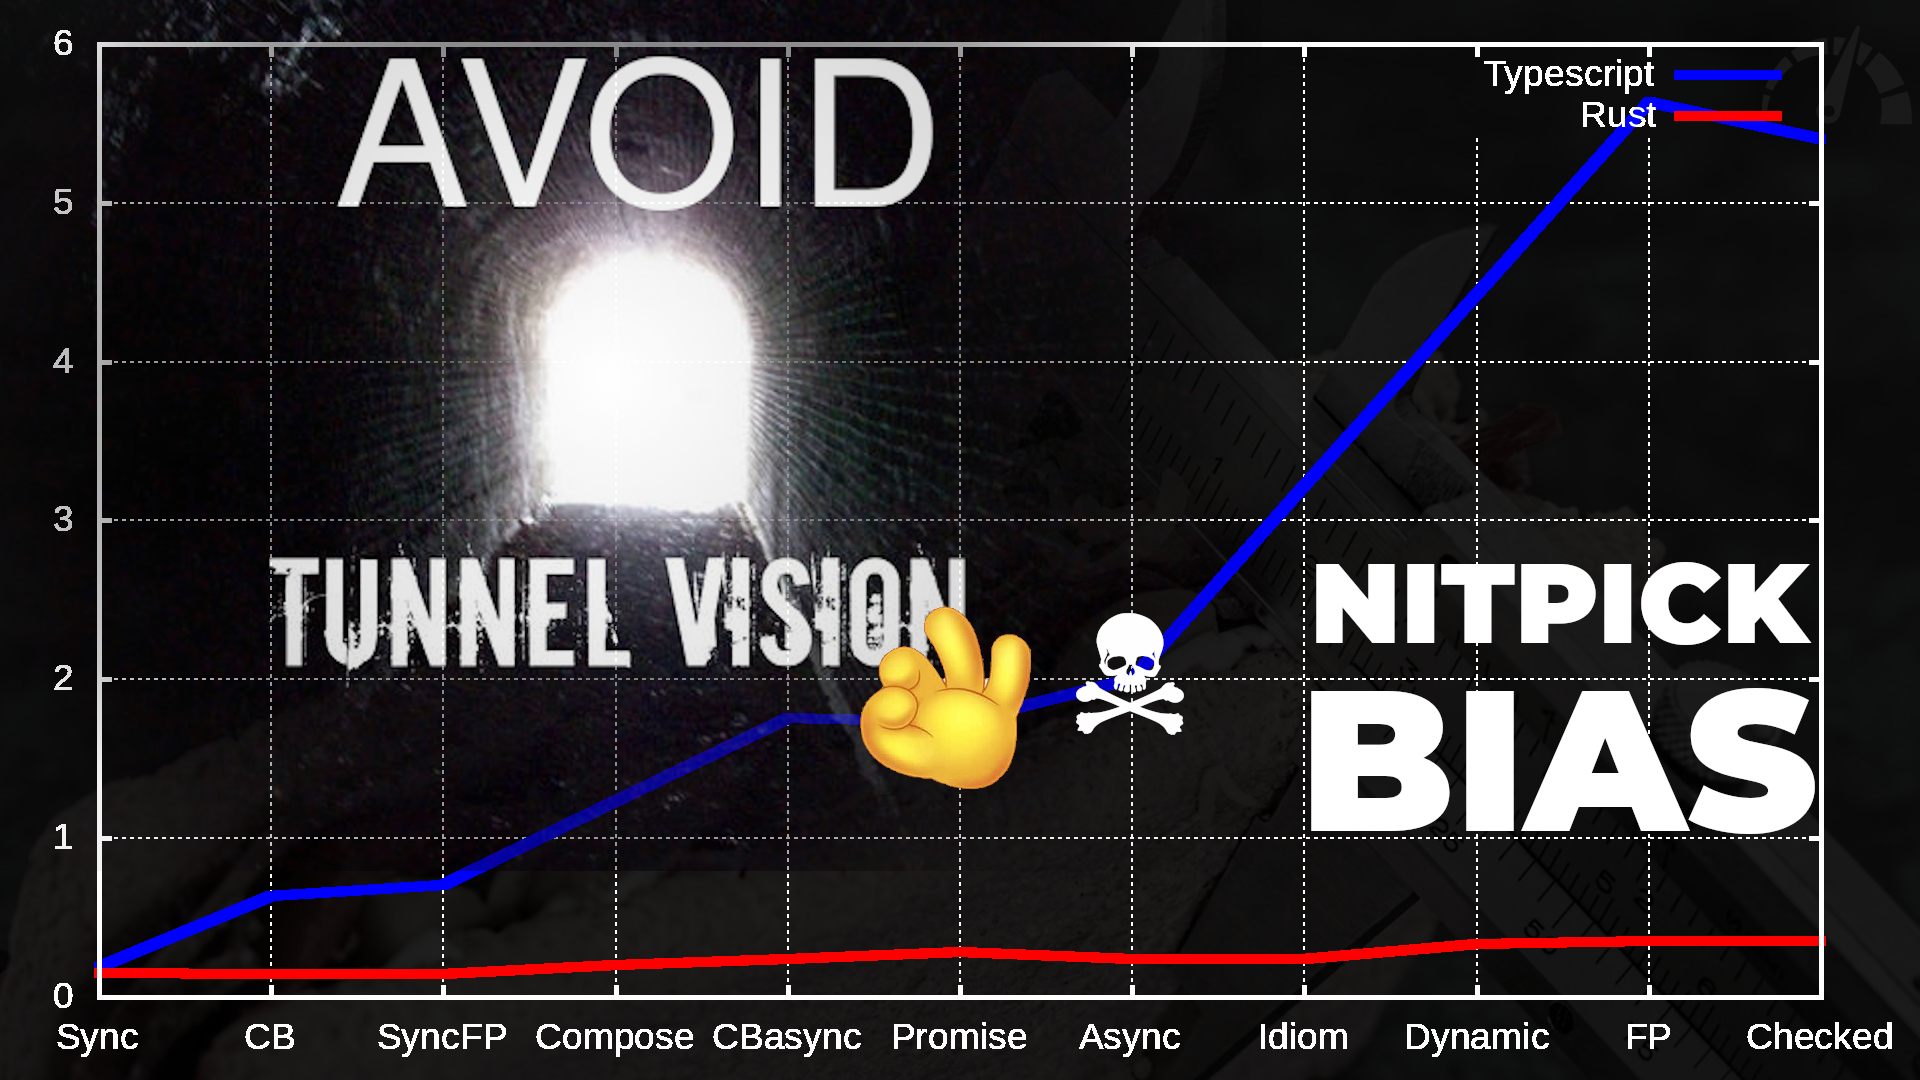 6
AVOID
Typescript
Rust
5
4
3
TUNNEL VISION
NITPICK
2
BIAS
1
0
Sync CB SyncFP Compose CBasync Promise Async Idiom Dynamic FP Checked